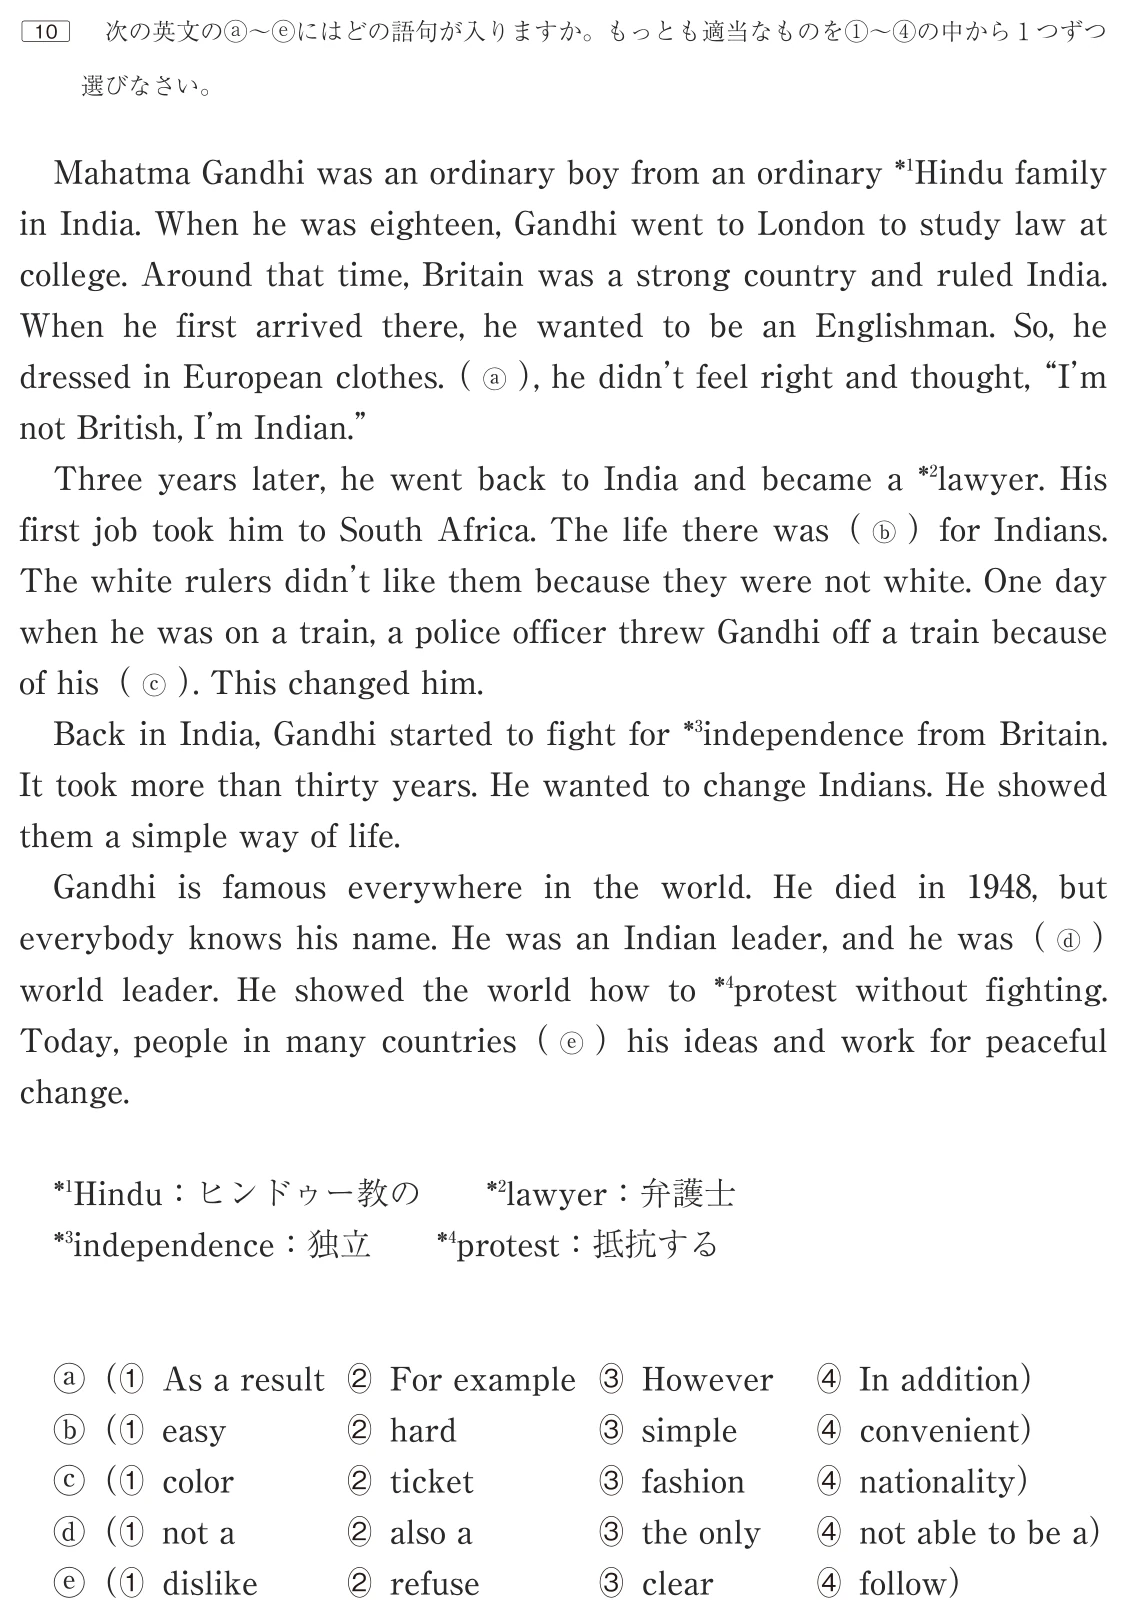 10 次の英文のⓐ～ⓔにはどの語句が入りますか。もっとも適当なものを①～④の中から１つずつ
選びなさい。
Mahatma Gandhi was an ordinary boy from an ordinary *1Hindu family
in India. When he was eighteen, Gandhi went to London to study law at
college. Around that time, Britain was a strong country and ruled India.
When he first arrived there, he wanted to be an Englishman. So, he
dressed in European clothes. ( ⓐ ), he didn't feel right and thought, “I'm
not British, I'm Indian.”
Three years later, he went back to India and became a *2lawyer. His
first job took him to South Africa. The life there was ( ⓑ ) for Indians.
The white rulers didn't like them because they were not white. One day
when he was on a train, a police officer threw Gandhi off a train because
of his ( ⓒ ). This changed him.
Back in India, Gandhi started to fight for *3independence from Britain.
It took more than thirty years. He wanted to change Indians. He showed
them a simple way of life.
Gandhi is famous everywhere in the world. He died in 1948, but
everybody knows his name. He was an Indian leader, and he was ( ⓓ )
world leader. He showed the world how to *4protest without fighting.
Today, people in many countries ( ⓔ ) his ideas and work for peaceful
change.
*1Hindu：ヒンドゥー教の *2lawyer：弁護士
*3independence：独立 *4protest：抵抗する
ⓐ (① As a result ② For example ③ However ④ In addition)
ⓑ (① easy ② hard ③ simple ④ convenient)
ⓒ (① color ② ticket ③ fashion ④ nationality)
ⓓ (① not a ② also a ③ the only ④ not able to be a)
ⓔ (① dislike ② refuse ③ clear ④ follow)